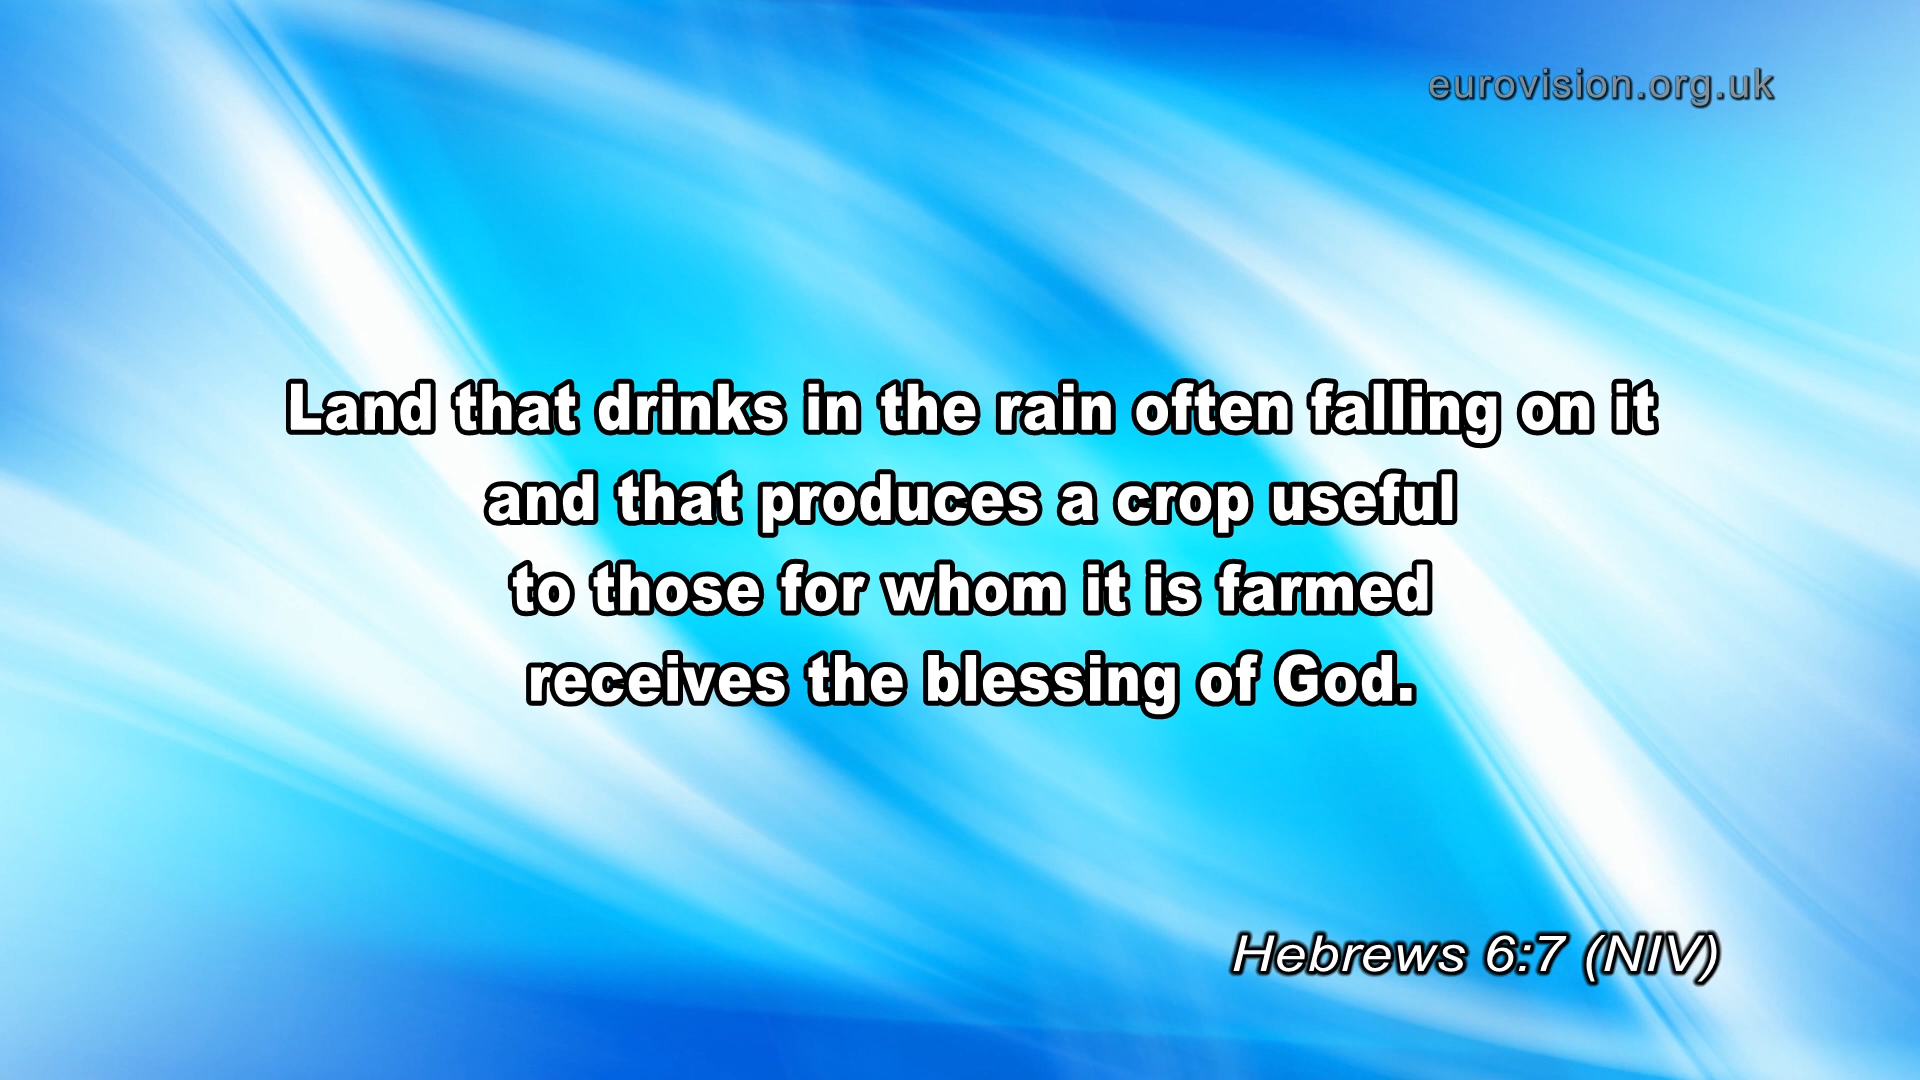 eurovision.org.uk
Land that drinks in the rain often falling on it
and that produces a crop useful
to those for whom it is farmed
receives the blessing of God.
Hebrews 6:7 (NIV)